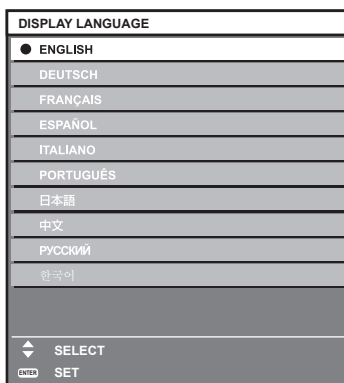 DISPLAY LANGUAGE
ENGLISH
DEUTSCH
FRANÇAIS
ESPAÑOL
ITALIANO
PORTUGUÊS
日本語
中文
РУССКИЙ
한국어
SELECT
ENTER SET